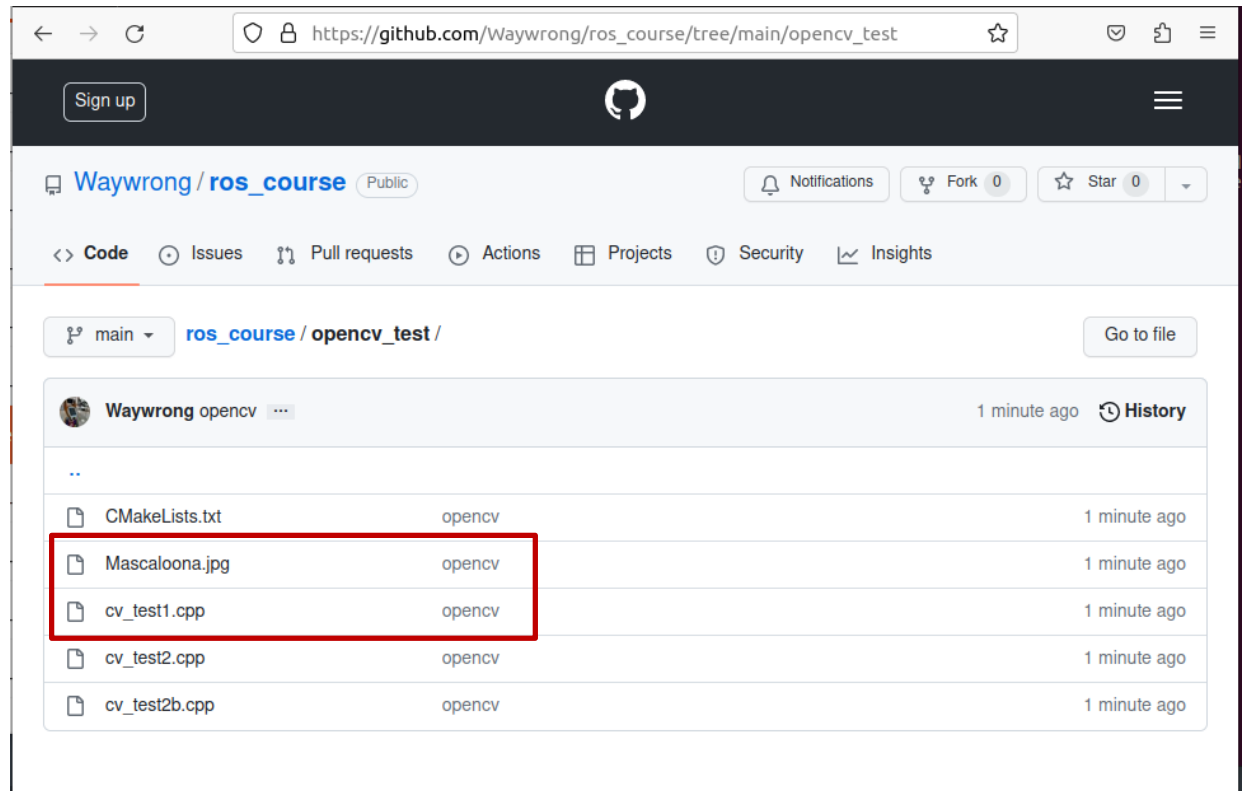 https://github.com/Waywrong/ros_course/tree/main/opencv_test
Sign up
Waywrong / ros_course Public
Notifications Fork 0 Star 0
Code Issues Pull requests Actions Projects Security Insights
main ros_course / opencv_test / Go to file
Waywrong opencv ... 1 minute ago History
..
CMakeLists.txt opencv 1 minute ago
Mascaloona.jpg opencv 1 minute ago
cv_test1.cpp opencv 1 minute ago
cv_test2.cpp opencv 1 minute ago
cv_test2b.cpp opencv 1 minute ago